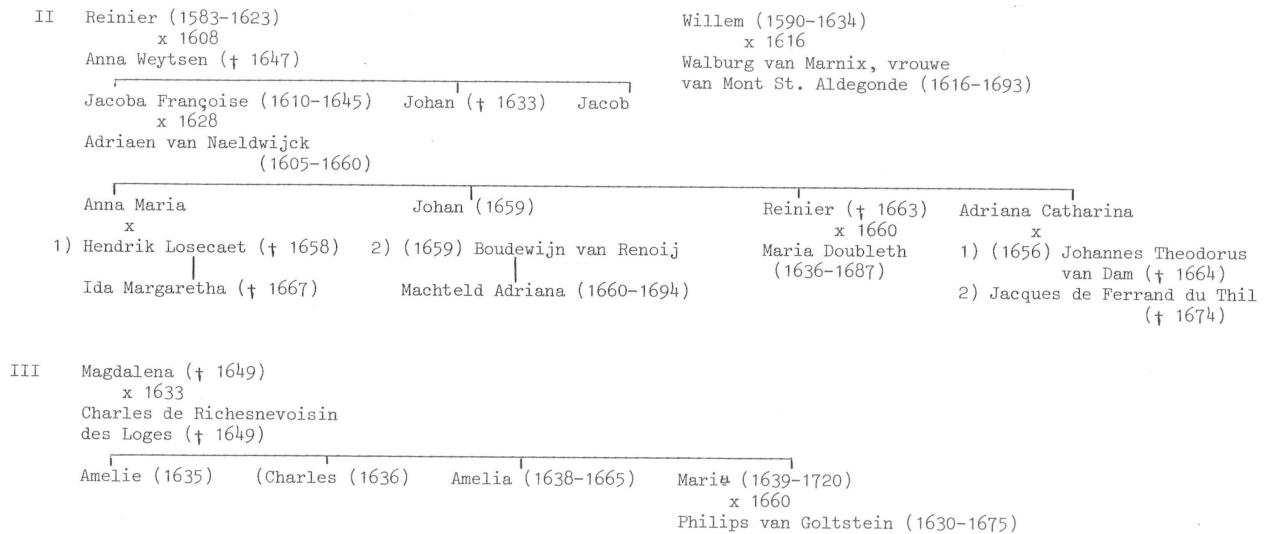 II Reinier (1583-1623) Willem (1590-1634)
x 1608 x 1616
Anna Weytsen († 1647) Walburg van Marnix, vrouwe
van Mont St. Aldegonde (1616-1693)
Jacoba Françoise (1610-1645) Johan († 1633) Jacob
x 1628
Adriaen van Naeldwijck
(1605-1660)
Anna Maria Johan (1659) Reinier († 1663) Adriana Catharina
x x 1660 x
1) Hendrik Losecaet († 1658) 2) (1659) Boudewijn van Renoij Maria Doubleth 1) (1656) Johannes Theodorus
(1636-1687) van Dam († 1664)
Ida Margaretha († 1667) Machteld Adriana (1660-1694) 2) Jacques de Ferrand du Thil
(† 1674)
III Magdalena († 1649)
x 1633
Charles de Richesnevoisin
des Loges († 1649)
Amelie (1635) (Charles (1636) Amelia (1638-1665) Maria (1639-1720)
x 1660
Philips van Goltstein (1630-1675)